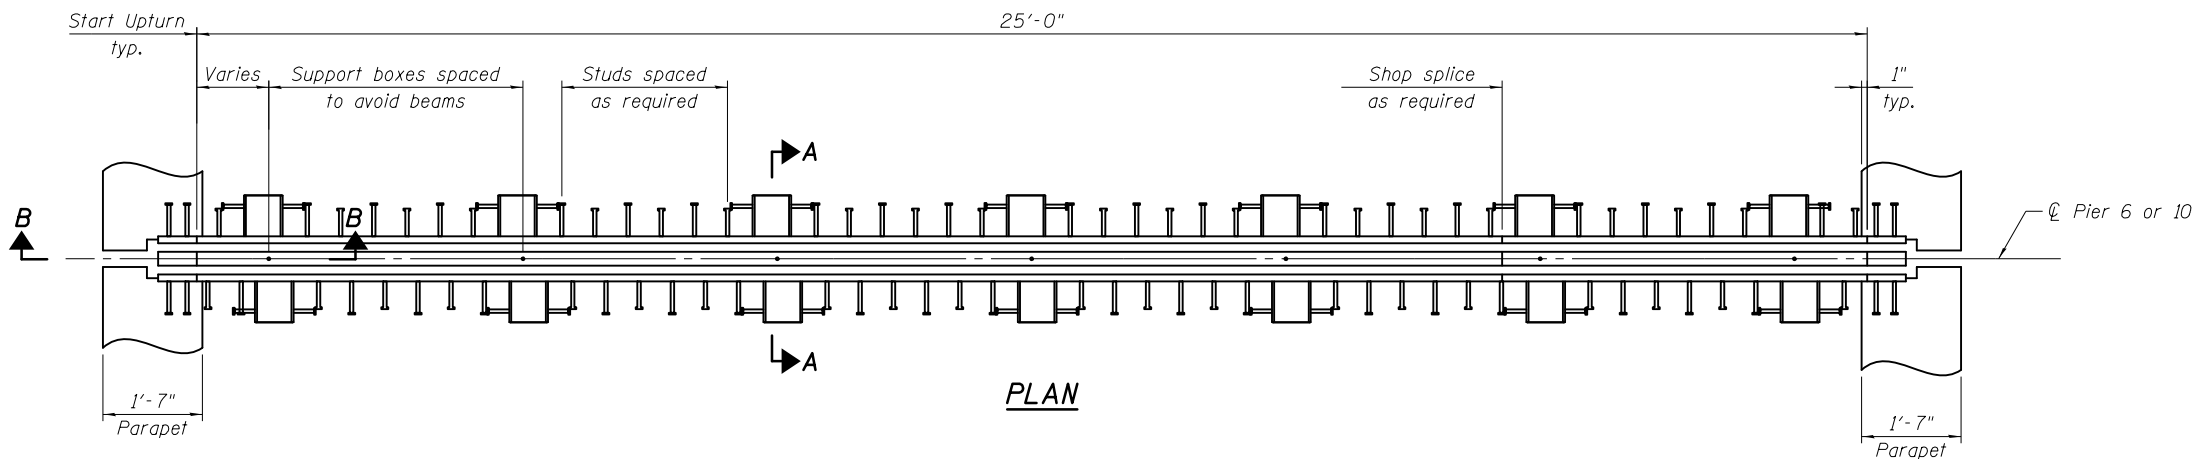 Start Upturn
typ.
25'-0"
Varies
Support boxes spaced
to avoid beams
Studs spaced
as required
Shop splice
as required
1"
typ.
A
B
B
℄ Pier 6 or 10
A
PLAN
1'-7"
Parapet
1'-7"
Parapet